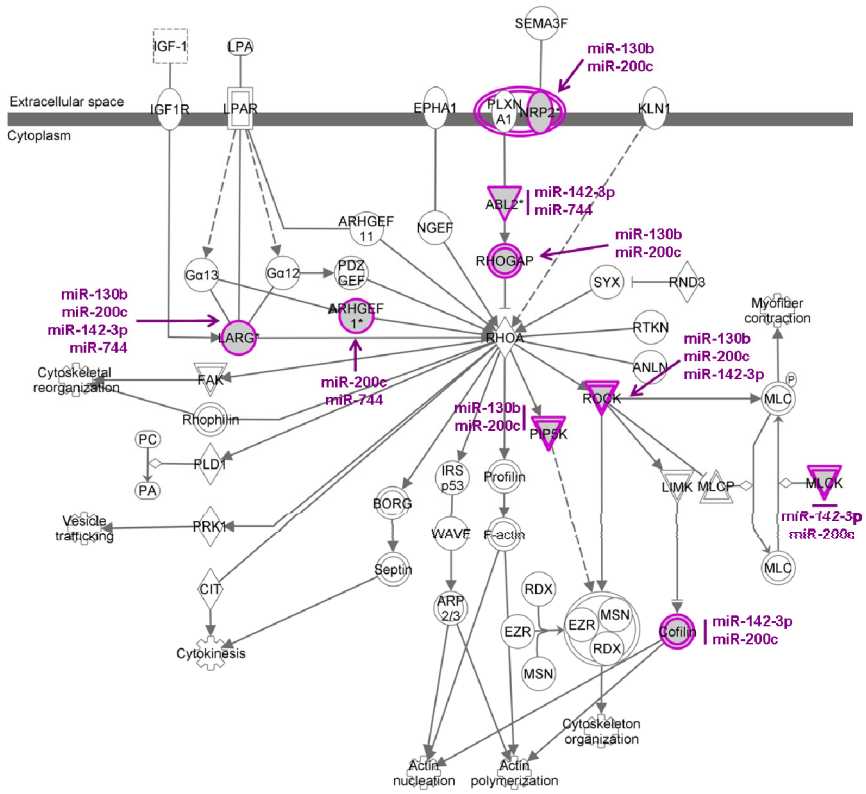 SEMA3F
miR-130b
miR-200c
IGF-1
LPA
Extracellular space
IGF1R
LPAR
EPHA1
PLXN
A1
NRP2*
KLN1
Cytoplasm
ABL2*
miR-142-3p
miR-744
ARHGEF
11
NGEF
miR-130b
miR-200c
RHOGAP
Gα13
Gα12
PDZ
GEF
SYX
RND3
miR-130b
miR-200c
miR-142-3p
miR-744
ARHGEF
1*
LARG*
RHOA
RTKN
Myofiber
contraction
miR-130b
miR-200c
miR-142-3p
ANLN
miR-200c
miR-744
Cytoskeletal
reorganization
FAK
Rhophilin
miR-130b
miR-200c
PIP5K
ROCK
P
MLC
PC
PLD1
PA
IRS
p53
Profilin
LIMK
MLCP
MLCK
BORG
miR-142-3p
miR-200c
Vesicle
trafficking
PRK1
WAVE
F-actin
Septin
MLC
CIT
ARP
2/3
RDX
EZR
MSN
EZR
MSN
RDX
Cofilin
miR-142-3p
miR-200c
Cytokinesis
Cytoskeleton
organization
Actin
nucleation
Actin
polymerization